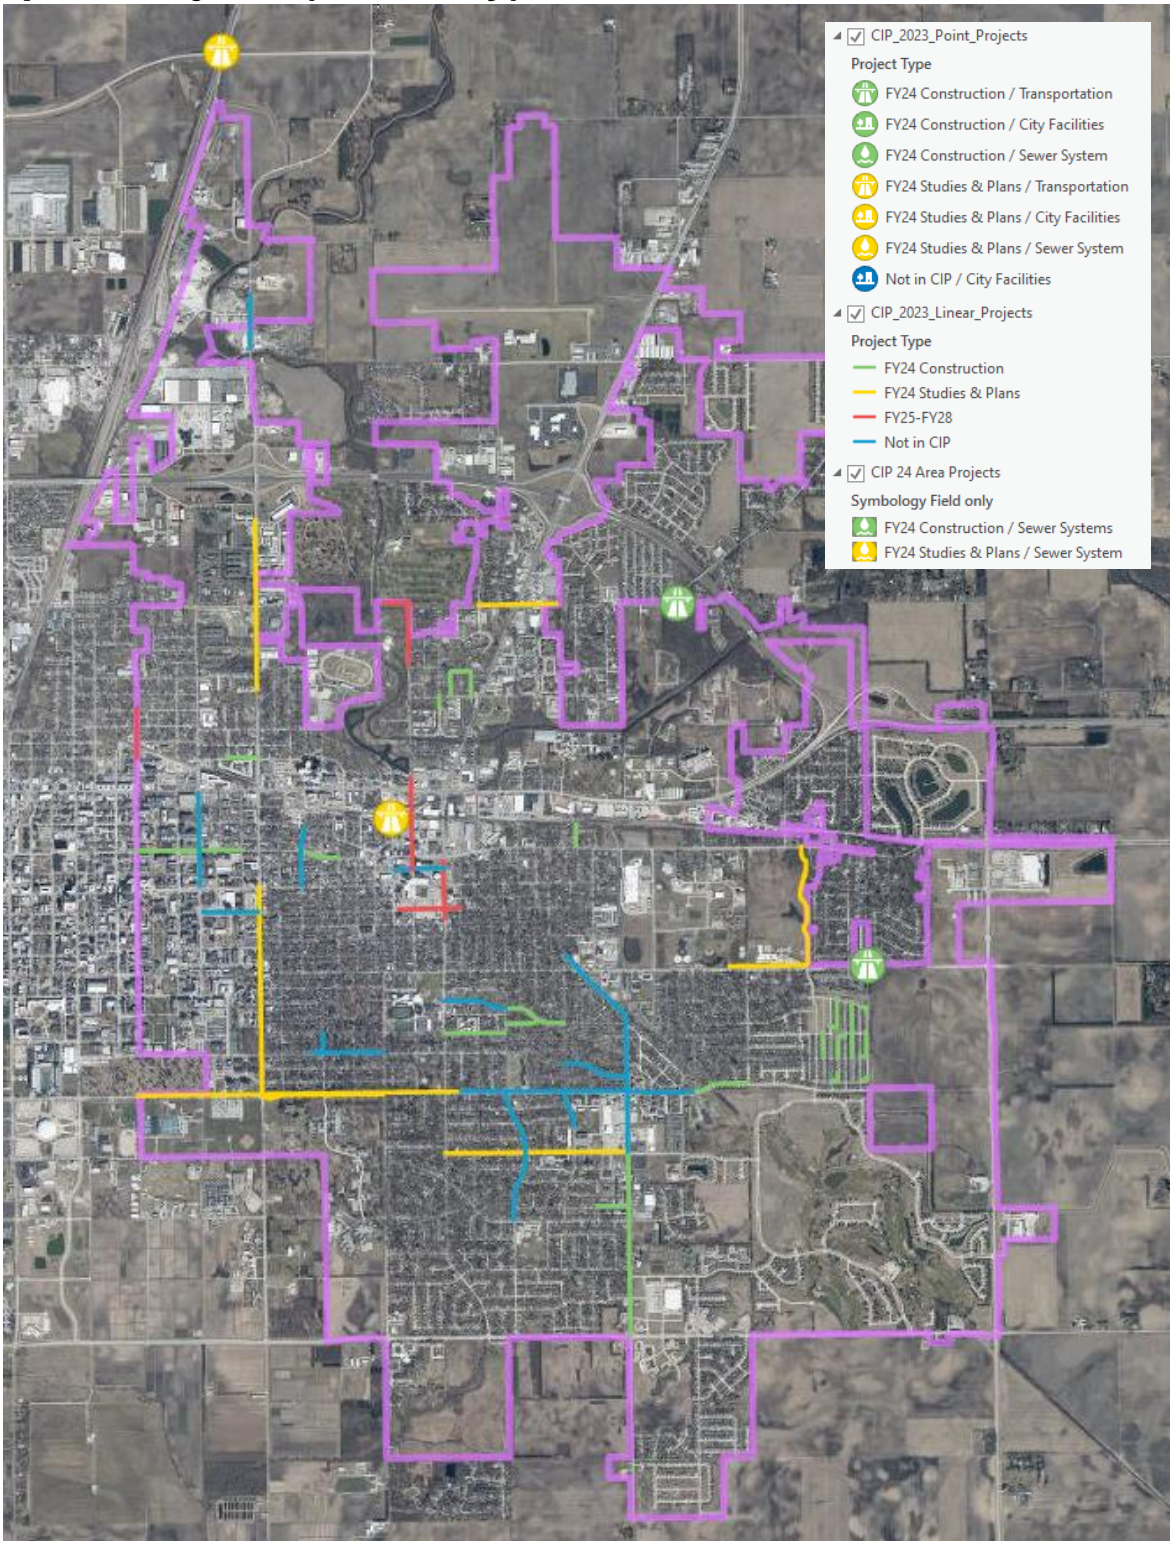 CIP_2023_Point_Projects
Project Type
FY24 Construction / Transportation
FY24 Construction / City Facilities
FY24 Construction / Sewer System
FY24 Studies & Plans / Transportation
FY24 Studies & Plans / City Facilities
FY24 Studies & Plans / Sewer System
Not in CIP / City Facilities
CIP_2023_Linear_Projects
Project Type
FY24 Construction
FY24 Studies & Plans
FY25-FY28
Not in CIP
CIP 24 Area Projects
Symbology Field only
FY24 Construction / Sewer Systems
FY24 Studies & Plans / Sewer System